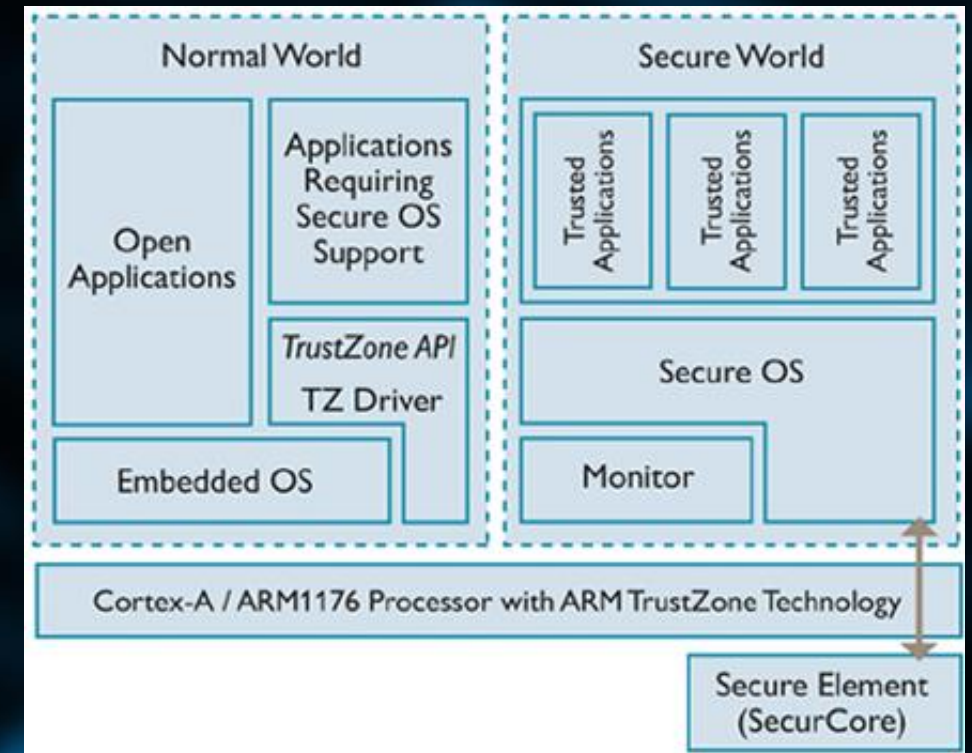 Normal World
Open
Applications
Applications
Requiring
Secure OS
Support
TrustZone API
TZ Driver
Embedded OS
Secure World
Trusted
Applications
Trusted
Applications
Trusted
Applications
Secure OS
Monitor
Cortex-A / ARM1176 Processor with ARM TrustZone Technology
Secure Element
(SecurCore)